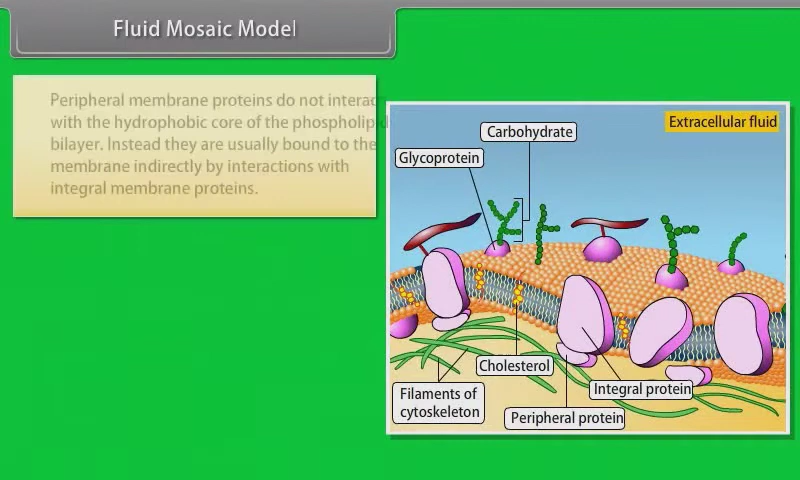 Fluid Mosaic Model
Peripheral membrane proteins do not interac
with the hydrophobic core of the phospholipid
bilayer. Instead they are usually bound to the
membrane indirectly by interactions with
integral membrane proteins.
Extracellular fluid
Carbohydrate
Glycoprotein
Cholesterol
Integral protein
Filaments of
cytoskeleton
Peripheral protein